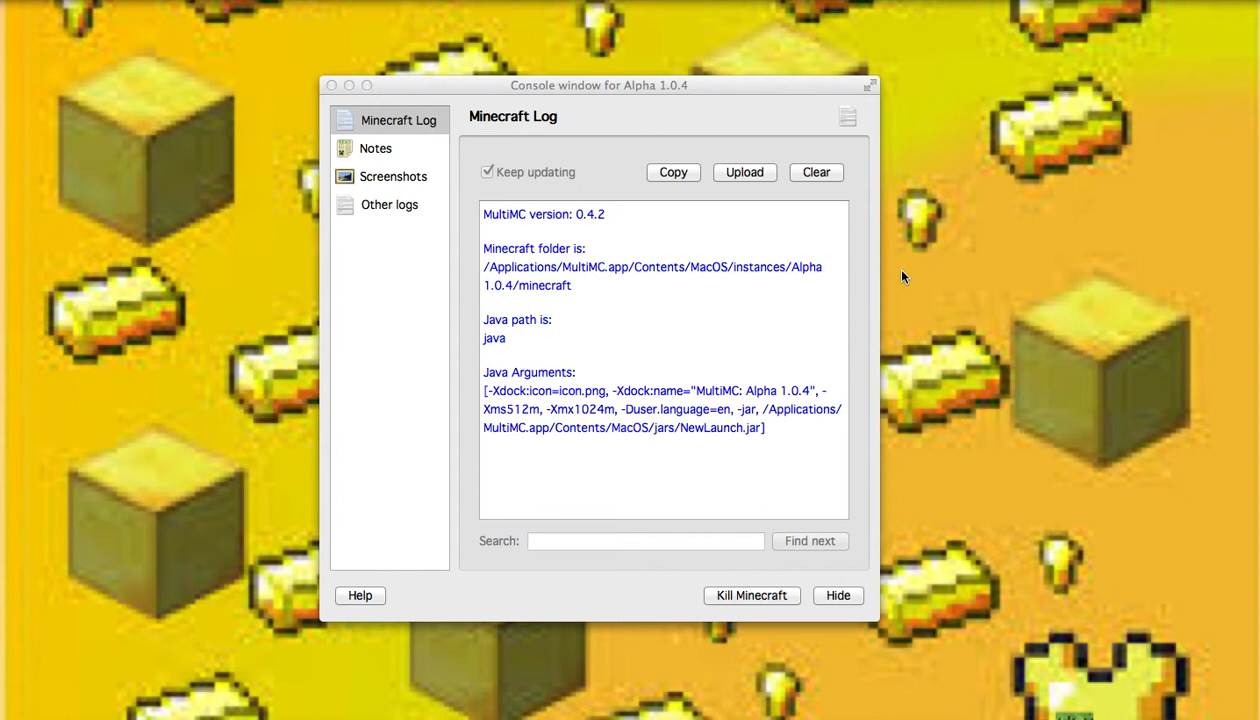 Console window for Alpha 1.0.4
Minecraft Log
Notes
Screenshots
Other logs
Minecraft Log
Keep updating
Copy
Upload
Clear
MultiMC version: 0.4.2
Minecraft folder is:
/Applications/MultiMC.app/Contents/MacOS/instances/Alpha
1.0.4/minecraft
Java path is:
java
Java Arguments:
[-Xdock:icon=icon.png, -Xdock:name="MultiMC: Alpha 1.0.4", -
Xms512m, -Xmx1024m, -Duser.language=en, -jar, /Applications/
MultiMC.app/Contents/MacOS/jars/NewLaunch.jar]
Search:
Find next
Help
Kill Minecraft
Hide